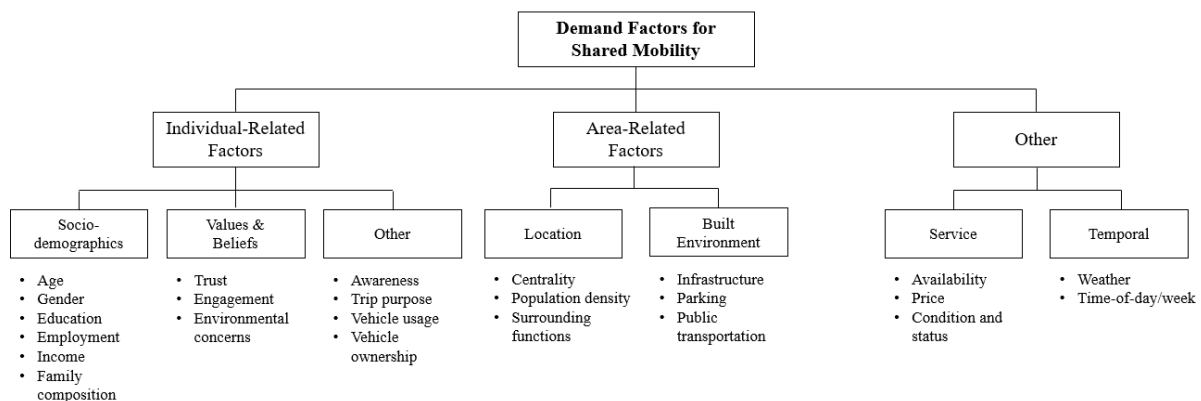 Demand Factors for
Shared Mobility
Individual-Related
Factors
Area-Related
Factors
Other
Socio-
demographics
Values &
Beliefs
Other
Location
Built
Environment
Service
Temporal
• Age
• Gender
• Education
• Employment
• Income
• Family
composition
• Trust
• Engagement
• Environmental
concerns
• Awareness
• Trip purpose
• Vehicle usage
• Vehicle
ownership
• Centrality
• Population density
• Surrounding
functions
• Infrastructure
• Parking
• Public
transportation
• Availability
• Price
• Condition and
status
• Weather
• Time-of-day/week